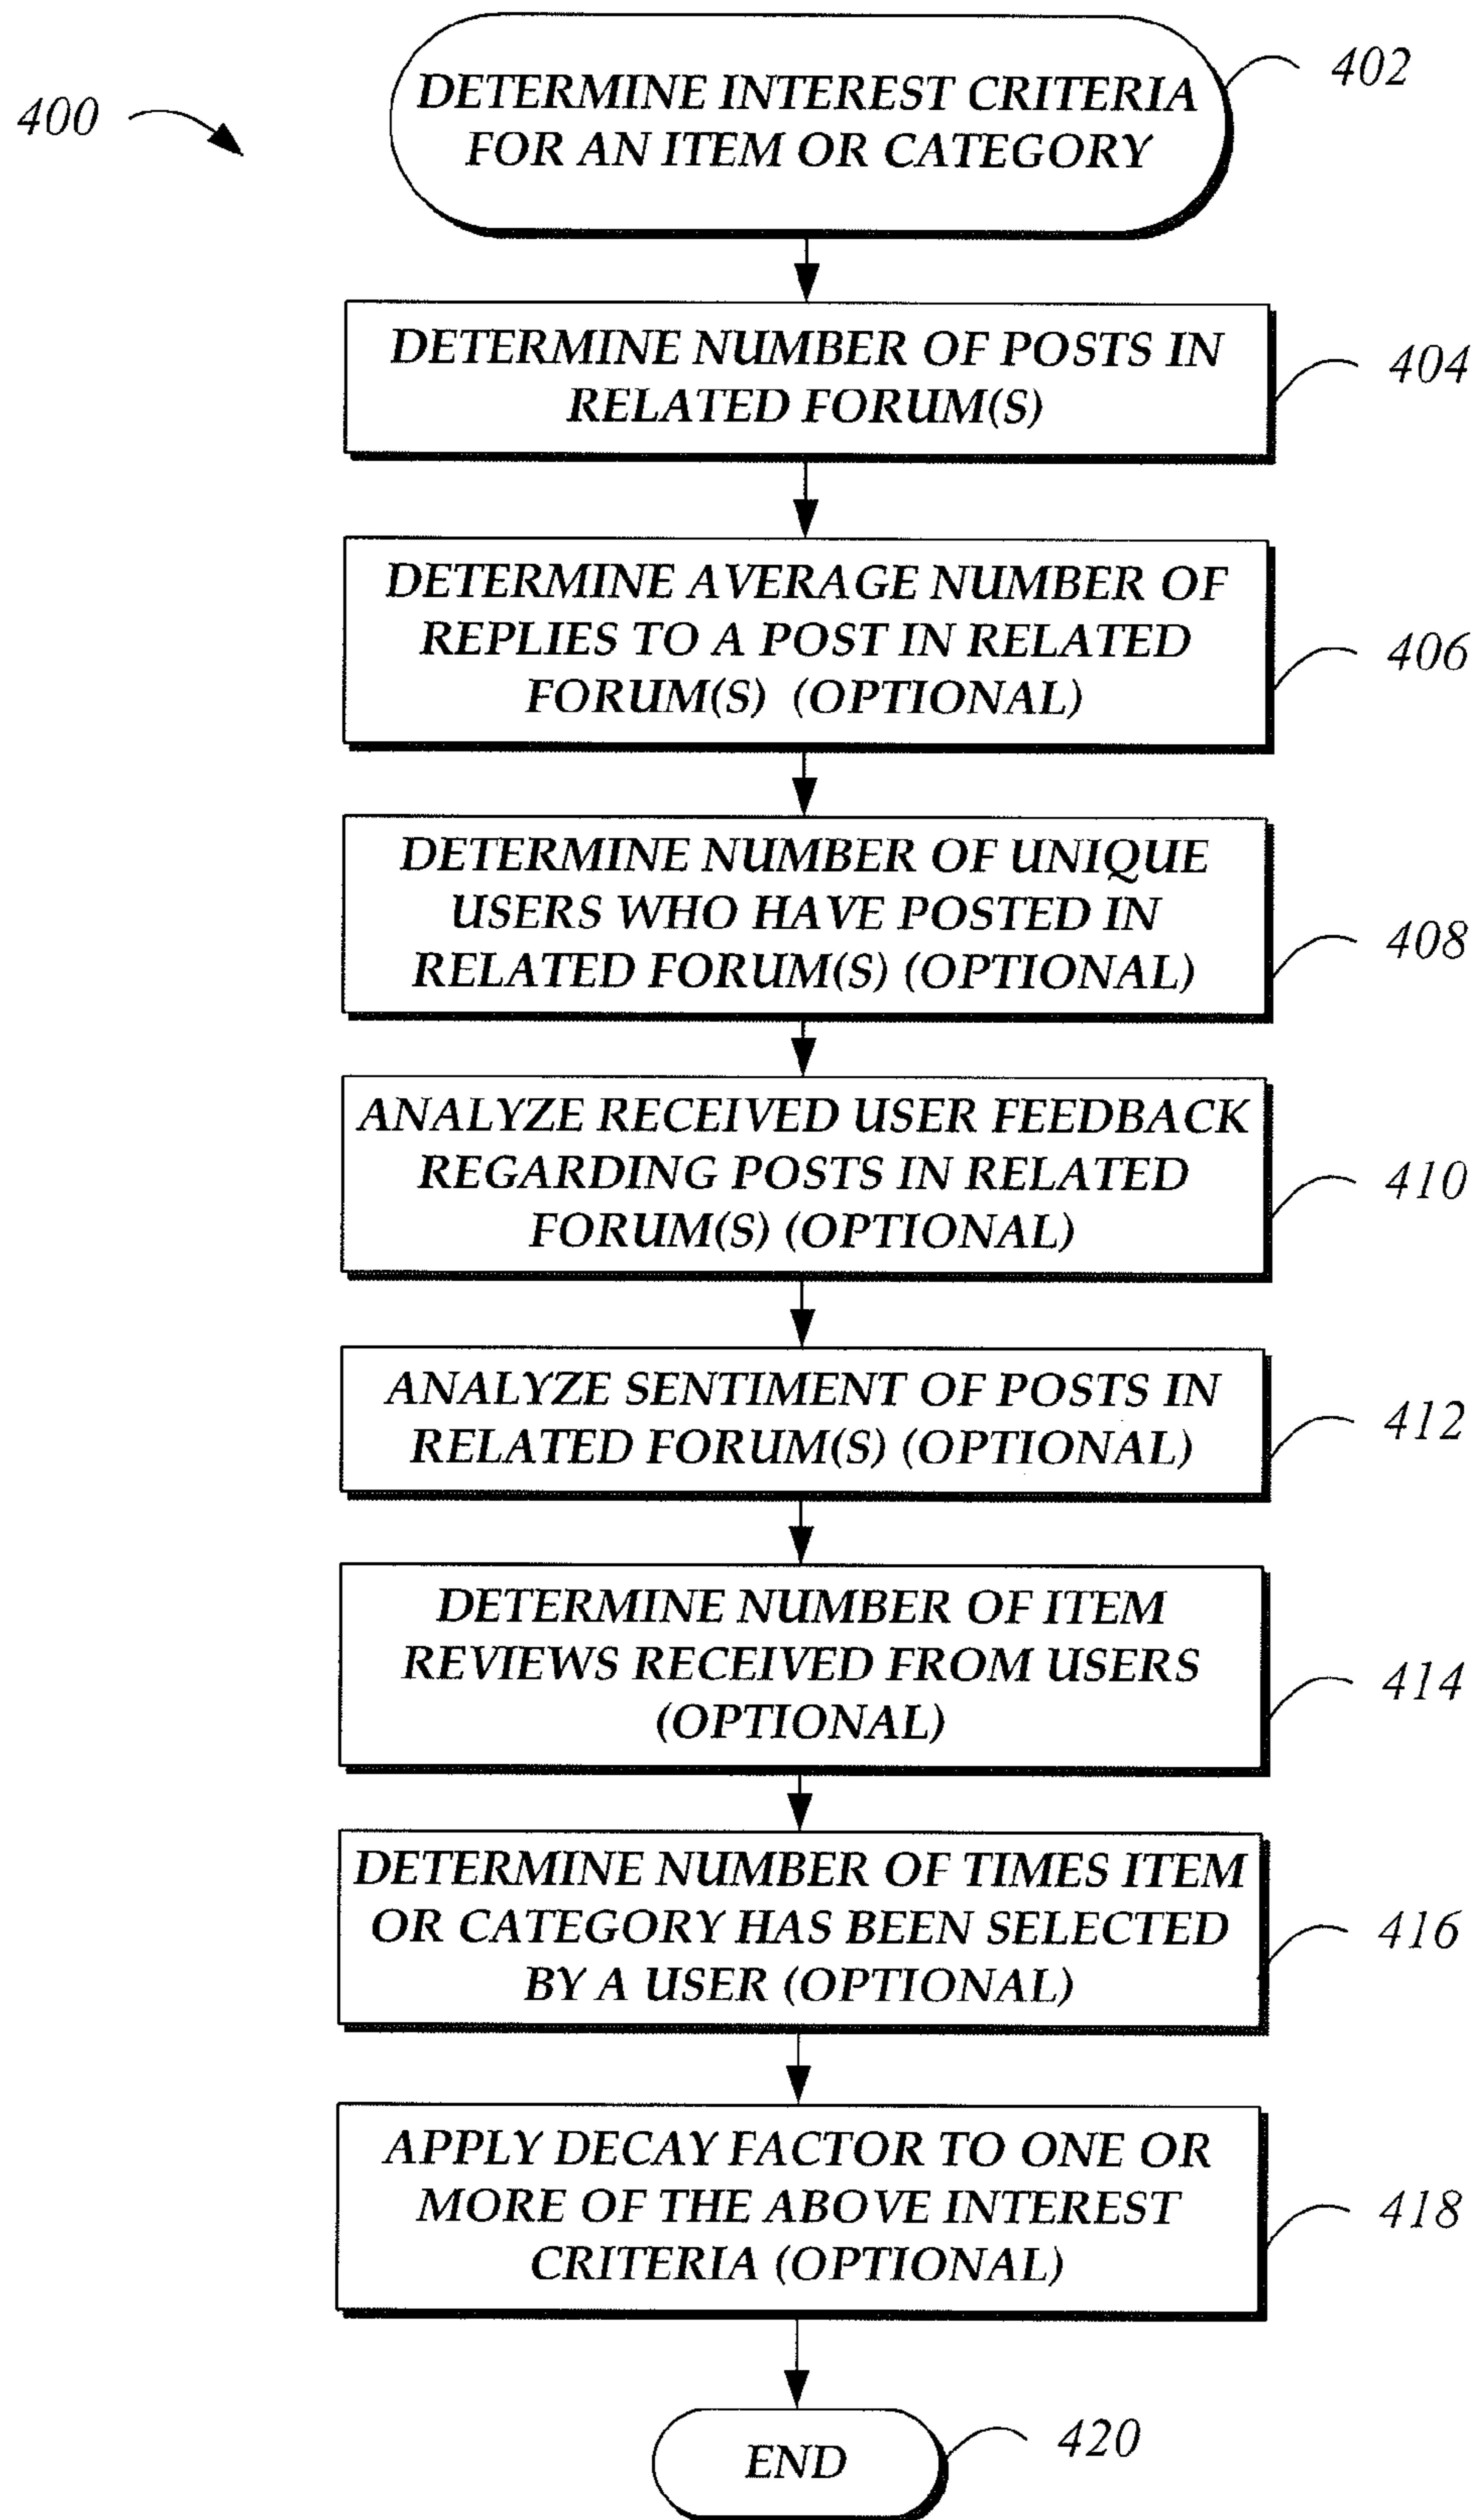 400
DETERMINE INTEREST CRITERIA
FOR AN ITEM OR CATEGORY
402
DETERMINE NUMBER OF POSTS IN
RELATED FORUM(S)
404
DETERMINE AVERAGE NUMBER OF
REPLIES TO A POST IN RELATED
FORUM(S) (OPTIONAL)
406
DETERMINE NUMBER OF UNIQUE
USERS WHO HAVE POSTED IN
RELATED FORUM(S) (OPTIONAL)
408
ANALYZE RECEIVED USER FEEDBACK
REGARDING POSTS IN RELATED
FORUM(S) (OPTIONAL)
410
ANALYZE SENTIMENT OF POSTS IN
RELATED FORUM(S) (OPTIONAL)
412
DETERMINE NUMBER OF ITEM
REVIEWS RECEIVED FROM USERS
(OPTIONAL)
414
DETERMINE NUMBER OF TIMES ITEM
OR CATEGORY HAS BEEN SELECTED
BY A USER (OPTIONAL)
416
APPLY DECAY FACTOR TO ONE OR
MORE OF THE ABOVE INTEREST
CRITERIA (OPTIONAL)
418
END
420